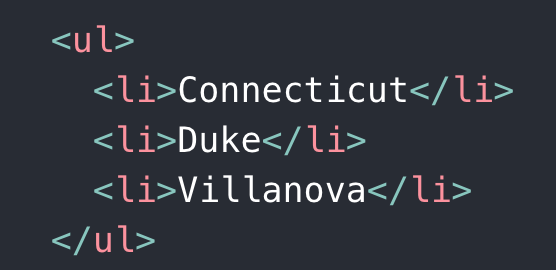 <ul>
<li>Connecticut</li>
<li>Duke</li>
<li>Villanova</li>
</ul>